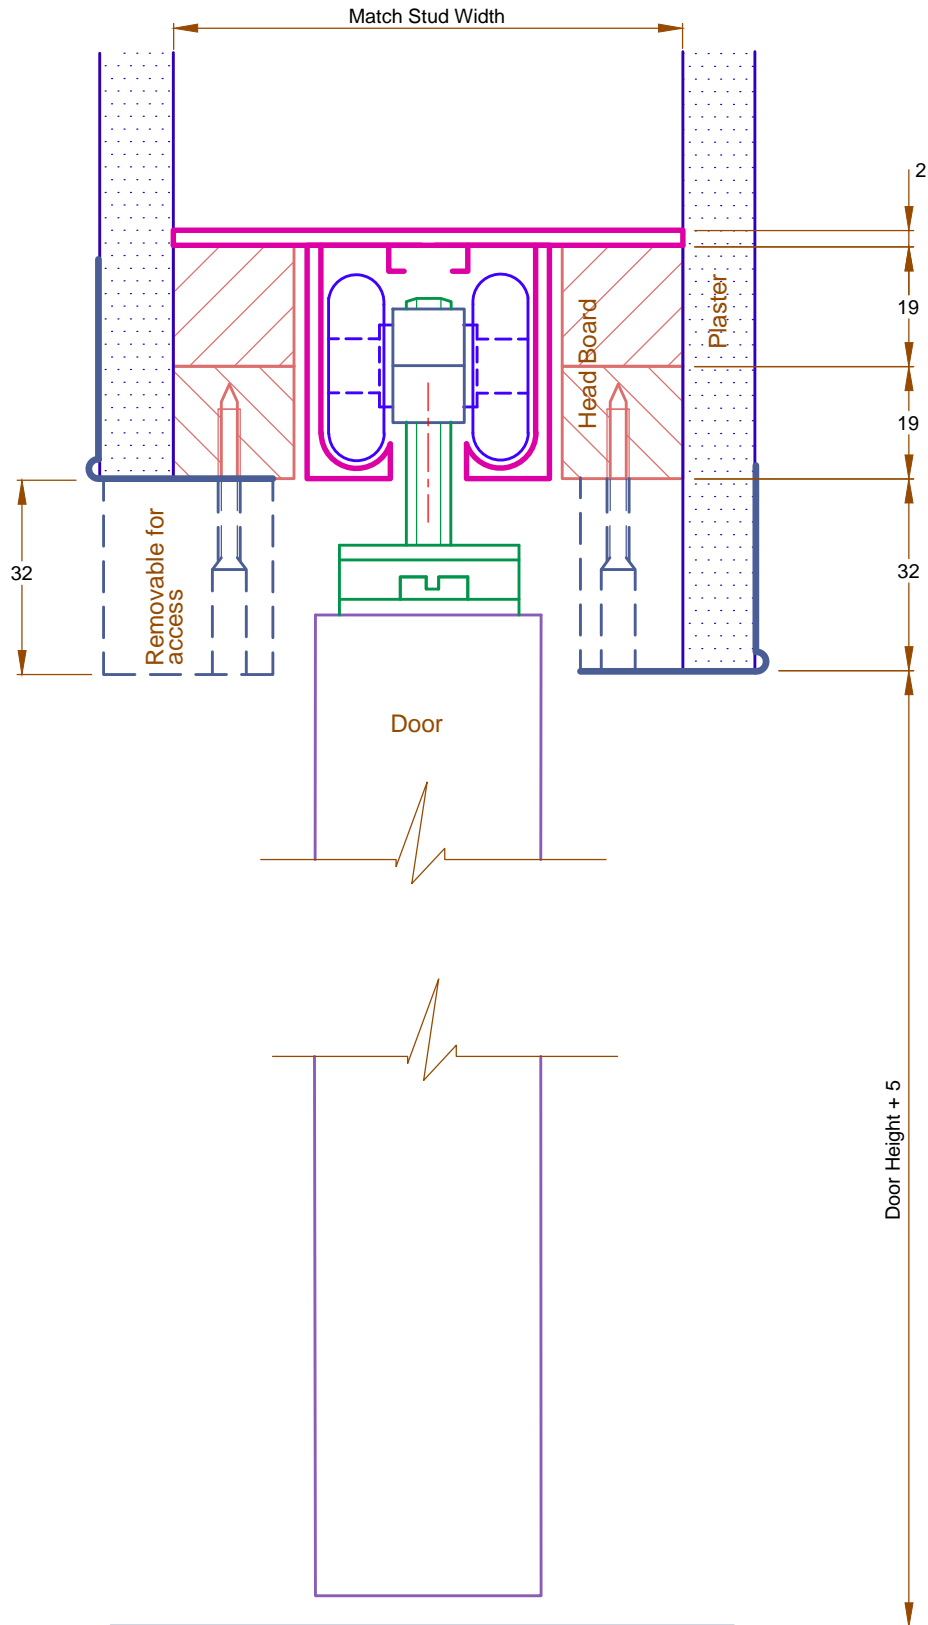 Match Stud Width
2
Plaster
Head Board
19
19
Removable for
access
32
32
Door
Door Height + 5